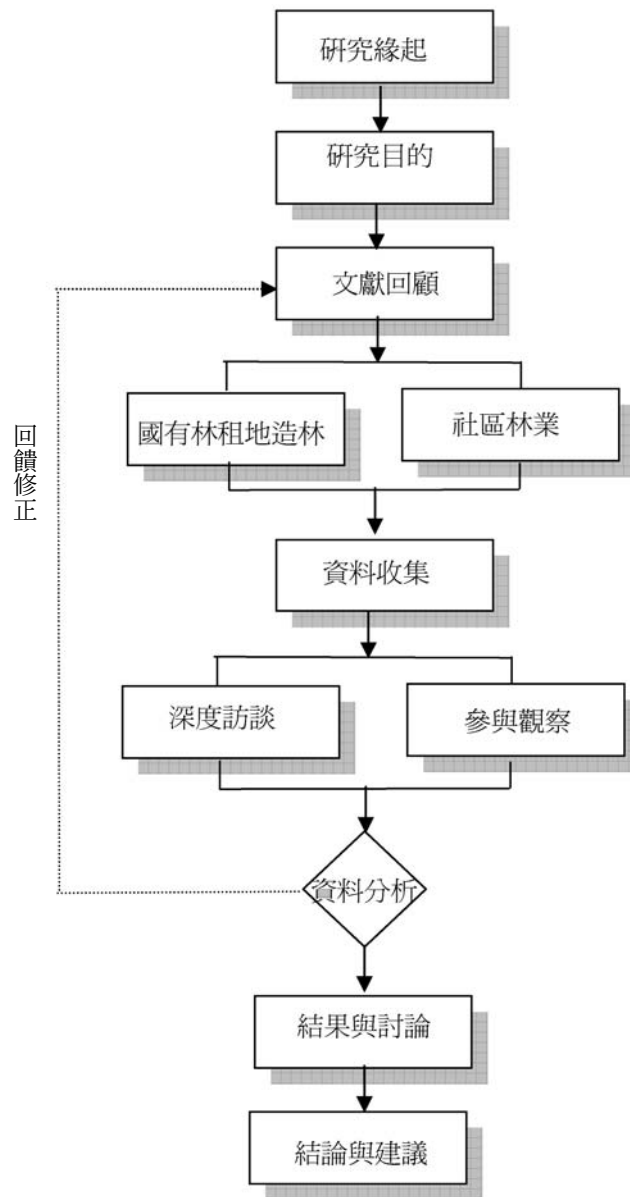 研究緣起
研究目的
文獻回顧
國有林租地造林
社區林業
回饋修正
資料收集
深度訪談
參與觀察
資料分析
結果與討論
結論與建議